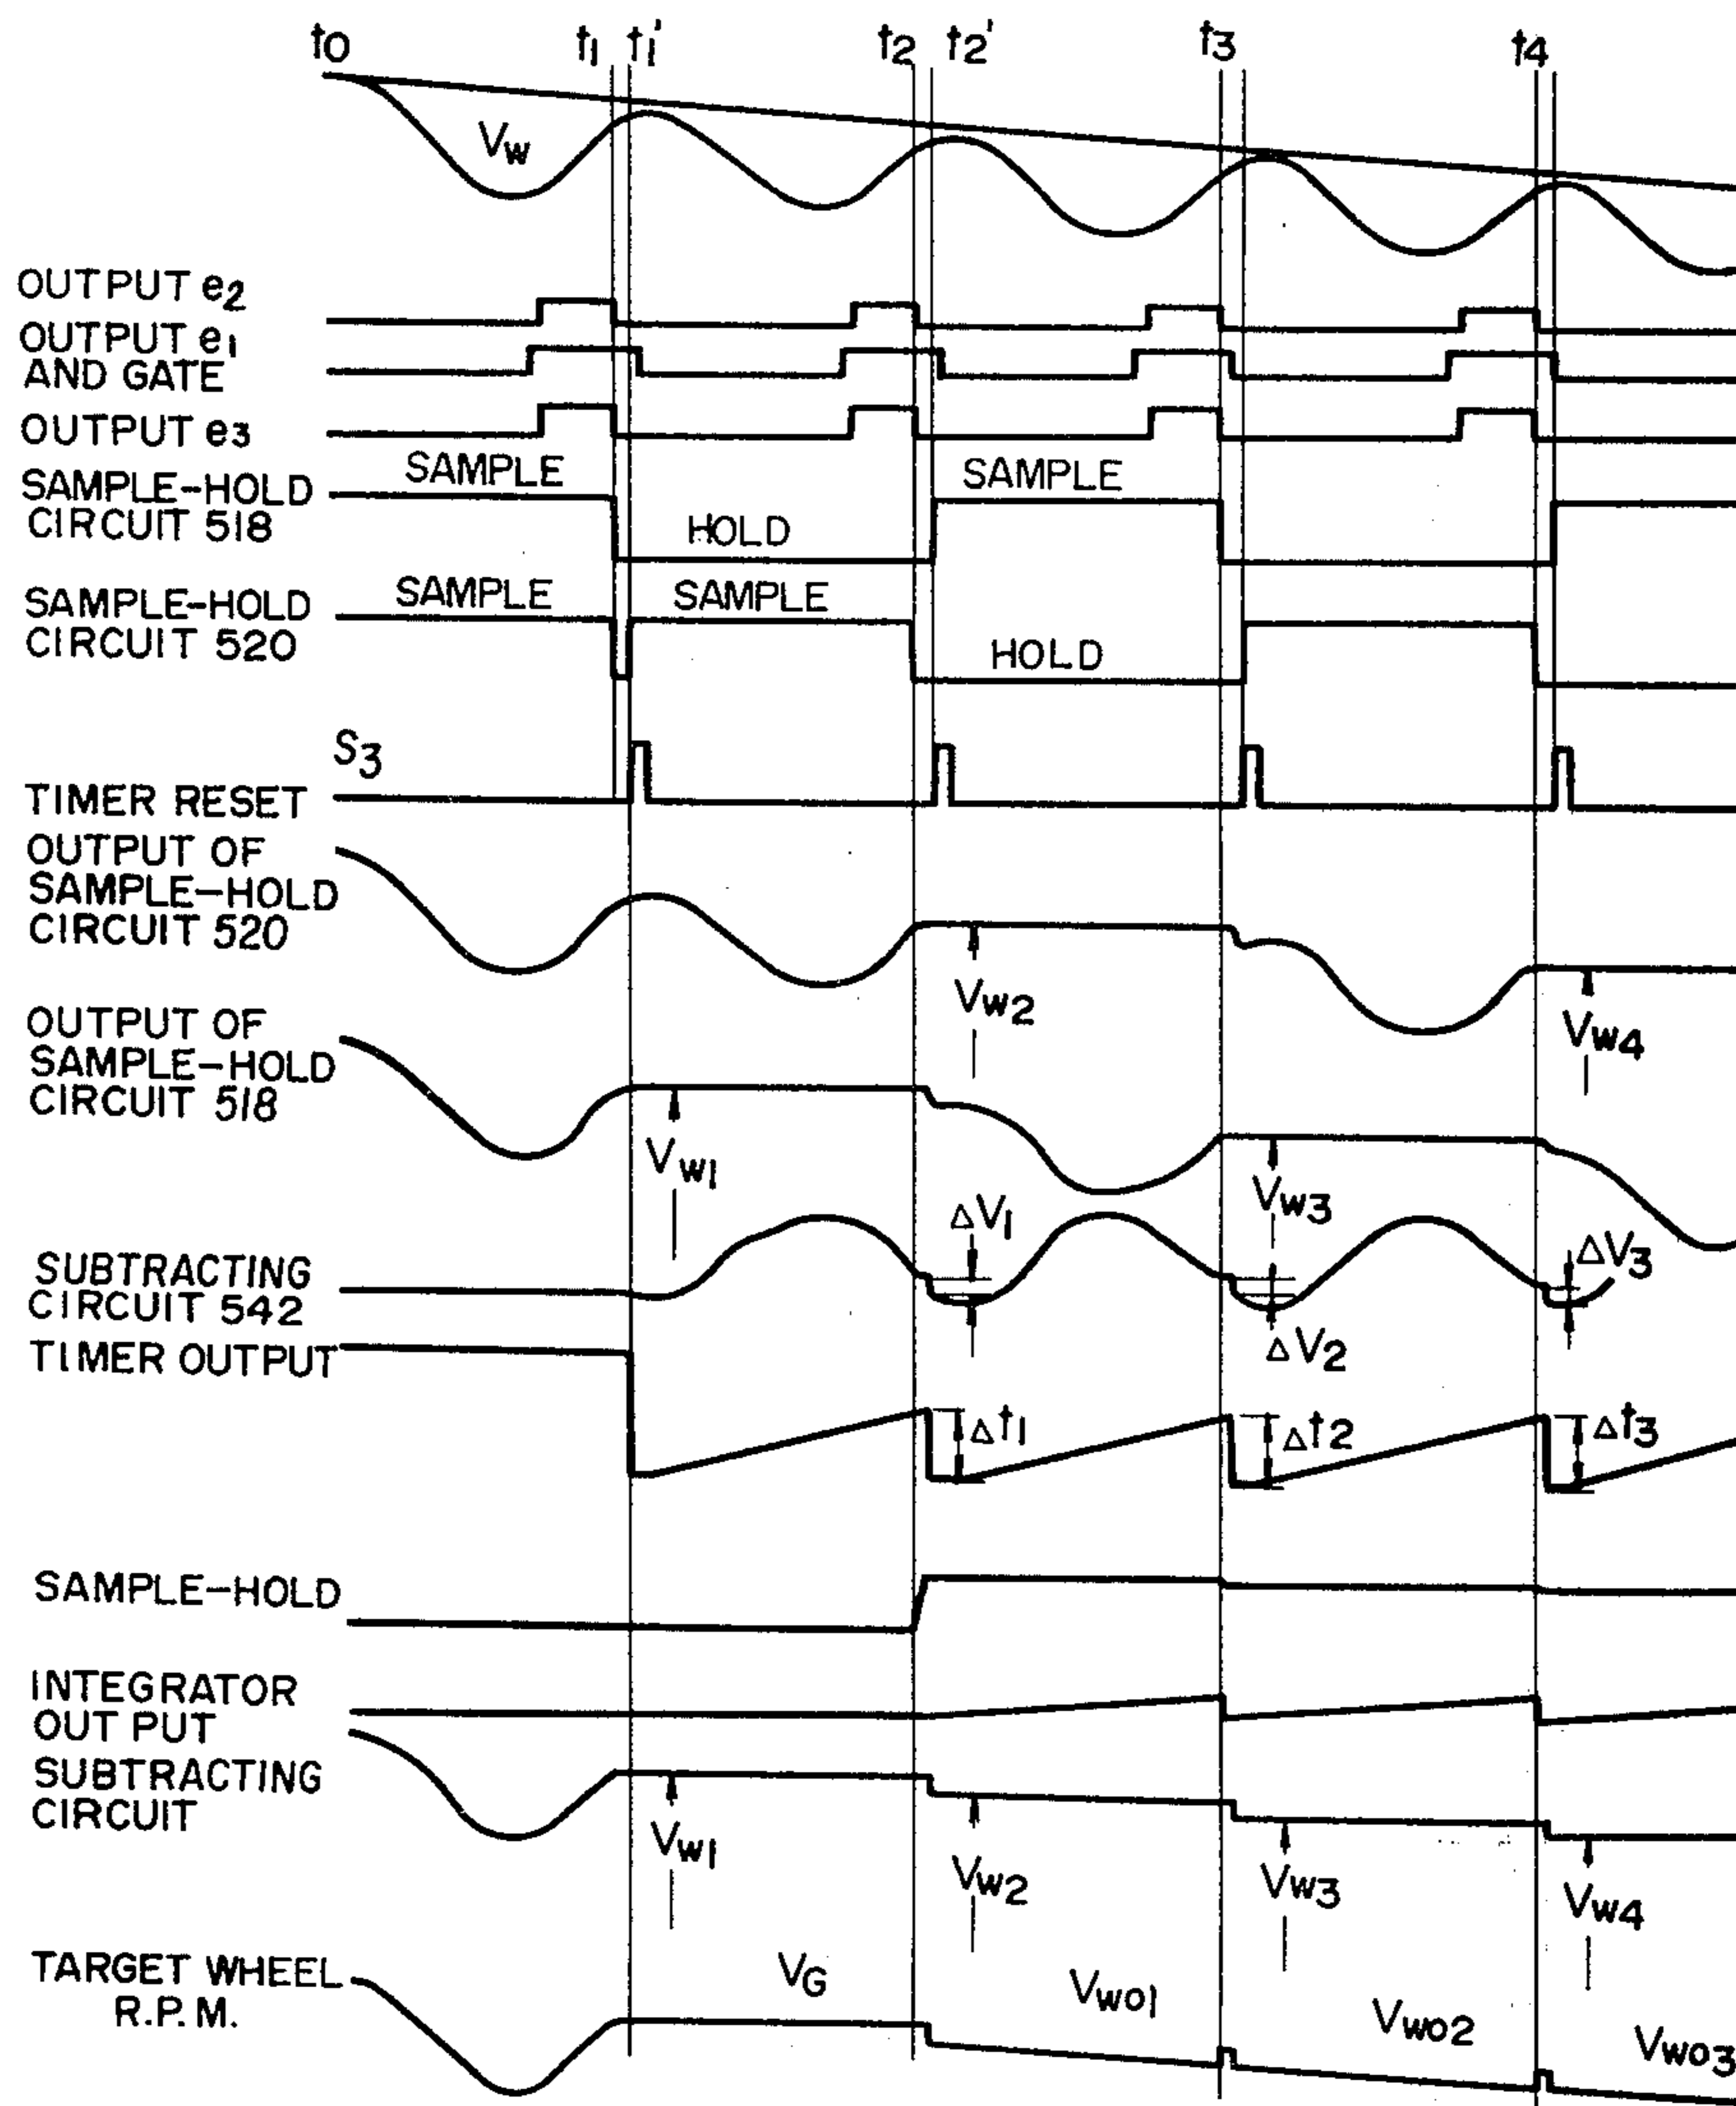 t0 t1 t1' t2 t2' t3 t4
Vw
OUTPUT e2
OUTPUT e1
AND GATE
OUTPUT e3
SAMPLE SAMPLE
SAMPLE-HOLD
CIRCUIT 518
HOLD
SAMPLE SAMPLE
SAMPLE-HOLD
CIRCUIT 520
HOLD
S3
TIMER RESET
OUTPUT OF
SAMPLE-HOLD
CIRCUIT 520
Vw2
Vw4
OUTPUT OF
SAMPLE-HOLD
CIRCUIT 518
Vw1
Vw3
ΔV1
ΔV3
SUBTRACTING
CIRCUIT 542
ΔV2
TIMER OUTPUT
Δt1 Δt2 Δt3
SAMPLE-HOLD
INTEGRATOR
OUT PUT
SUBTRACTING
CIRCUIT
Vw1 Vw2 Vw3 Vw4
TARGET WHEEL
R.P.M.
VG Vwo1 Vwo2 Vwo3